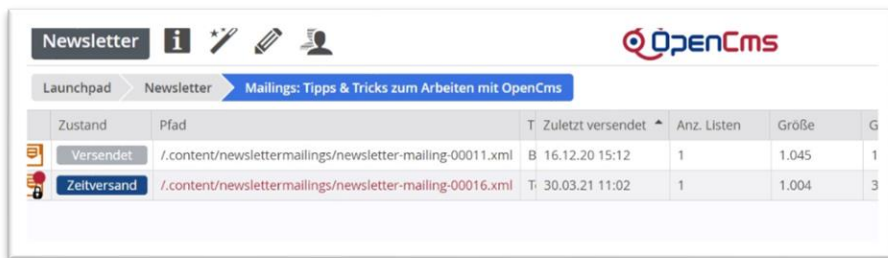 Newsletter OpenCms
Launchpad Newsletter Mailings: Tipps & Tricks zum Arbeiten mit OpenCms
Zustand Pfad T Zuletzt versendet Anz. Listen Größe G
Versendet /.content/newslettermailings/newsletter-mailing-00011.xml B 16.12.20 15:12 1 1.045 1
Zeitversand /.content/newslettermailings/newsletter-mailing-00016.xml T 30.03.21 11:02 1 1.004 3